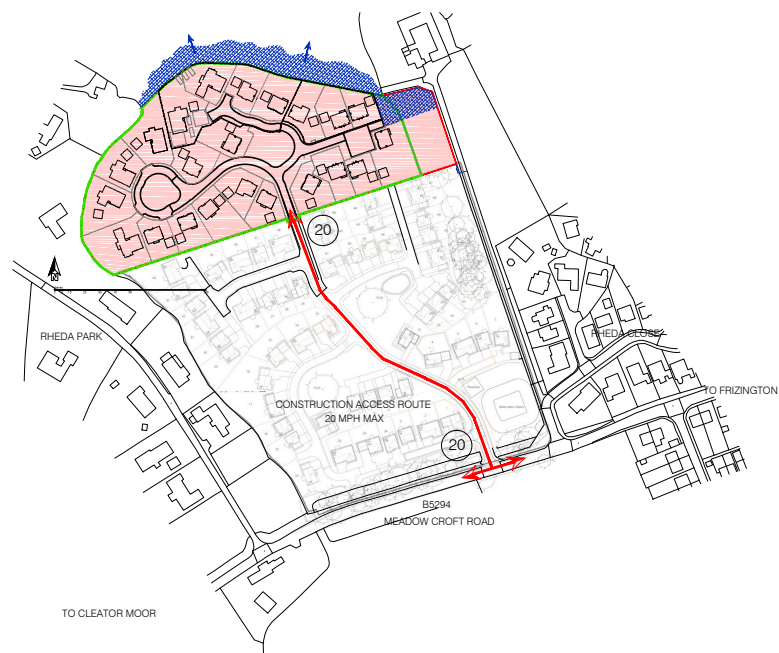 20
RHEDA PARK
RHEDA CLOSE
TO FRIZINGTON
CONSTRUCTION ACCESS ROUTE
20 MPH MAX
20
B5294
MEADOW CROFT ROAD
TO CLEATOR MOOR